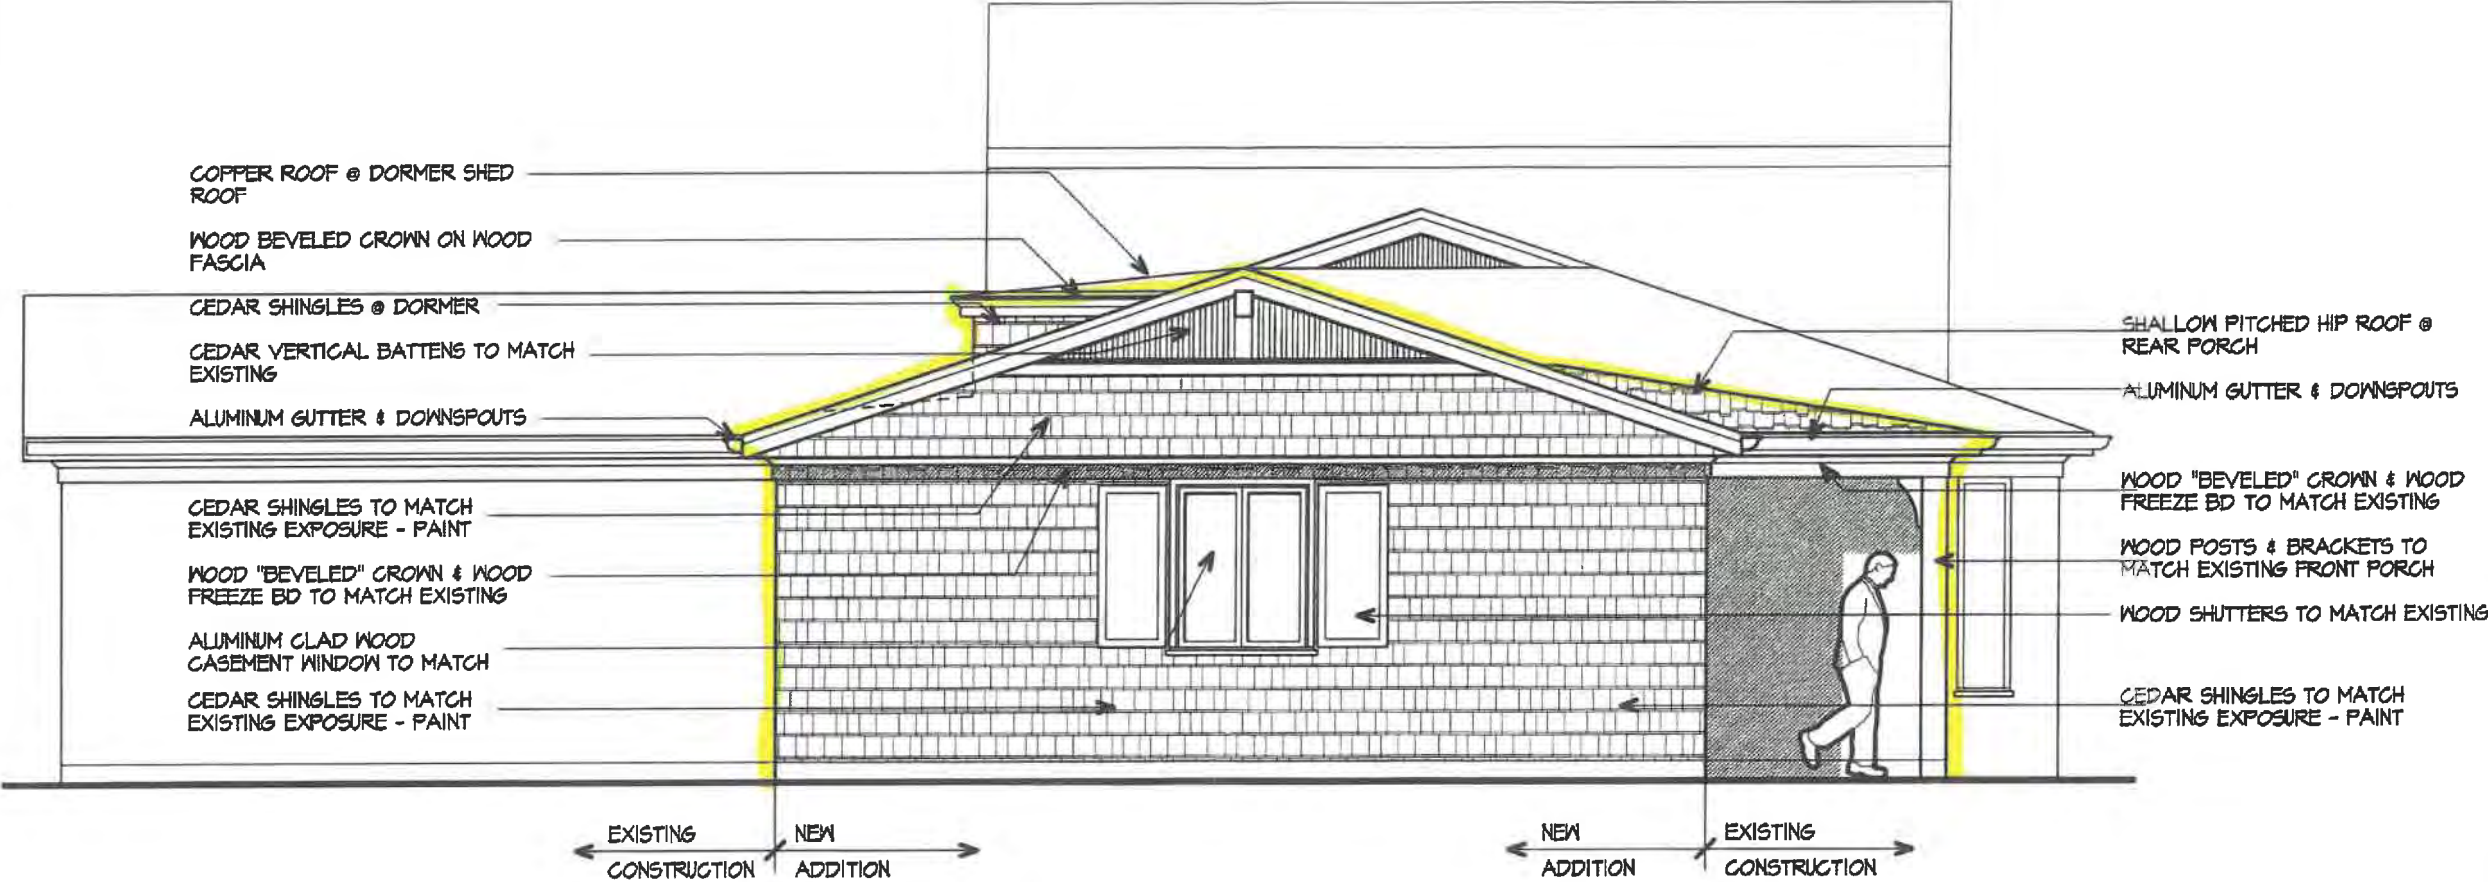 COPPER ROOF @ DORMER SHED
ROOF
WOOD BEVELED CROWN ON WOOD
FASCIA
CEDAR SHINGLES @ DORMER
CEDAR VERTICAL BATTENS TO MATCH
EXISTING
ALUMINUM GUTTER & DOWNSPOUTS
CEDAR SHINGLES TO MATCH
EXISTING EXPOSURE - PAINT
WOOD "BEVELED" CROWN & WOOD
FREEZE BD TO MATCH EXISTING
ALUMINUM CLAD WOOD
CASEMENT WINDOW TO MATCH
CEDAR SHINGLES TO MATCH
EXISTING EXPOSURE - PAINT
SHALLOW PITCHED HIP ROOF @
REAR PORCH
ALUMINUM GUTTER & DOWNSPOUTS
WOOD "BEVELED" CROWN & WOOD
FREEZE BD TO MATCH EXISTING
WOOD POSTS & BRACKETS TO
MATCH EXISTING FRONT PORCH
WOOD SHUTTERS TO MATCH EXISTING
CEDAR SHINGLES TO MATCH
EXISTING EXPOSURE - PAINT
EXISTING
CONSTRUCTION
NEW
ADDITION
NEW
ADDITION
EXISTING
CONSTRUCTION